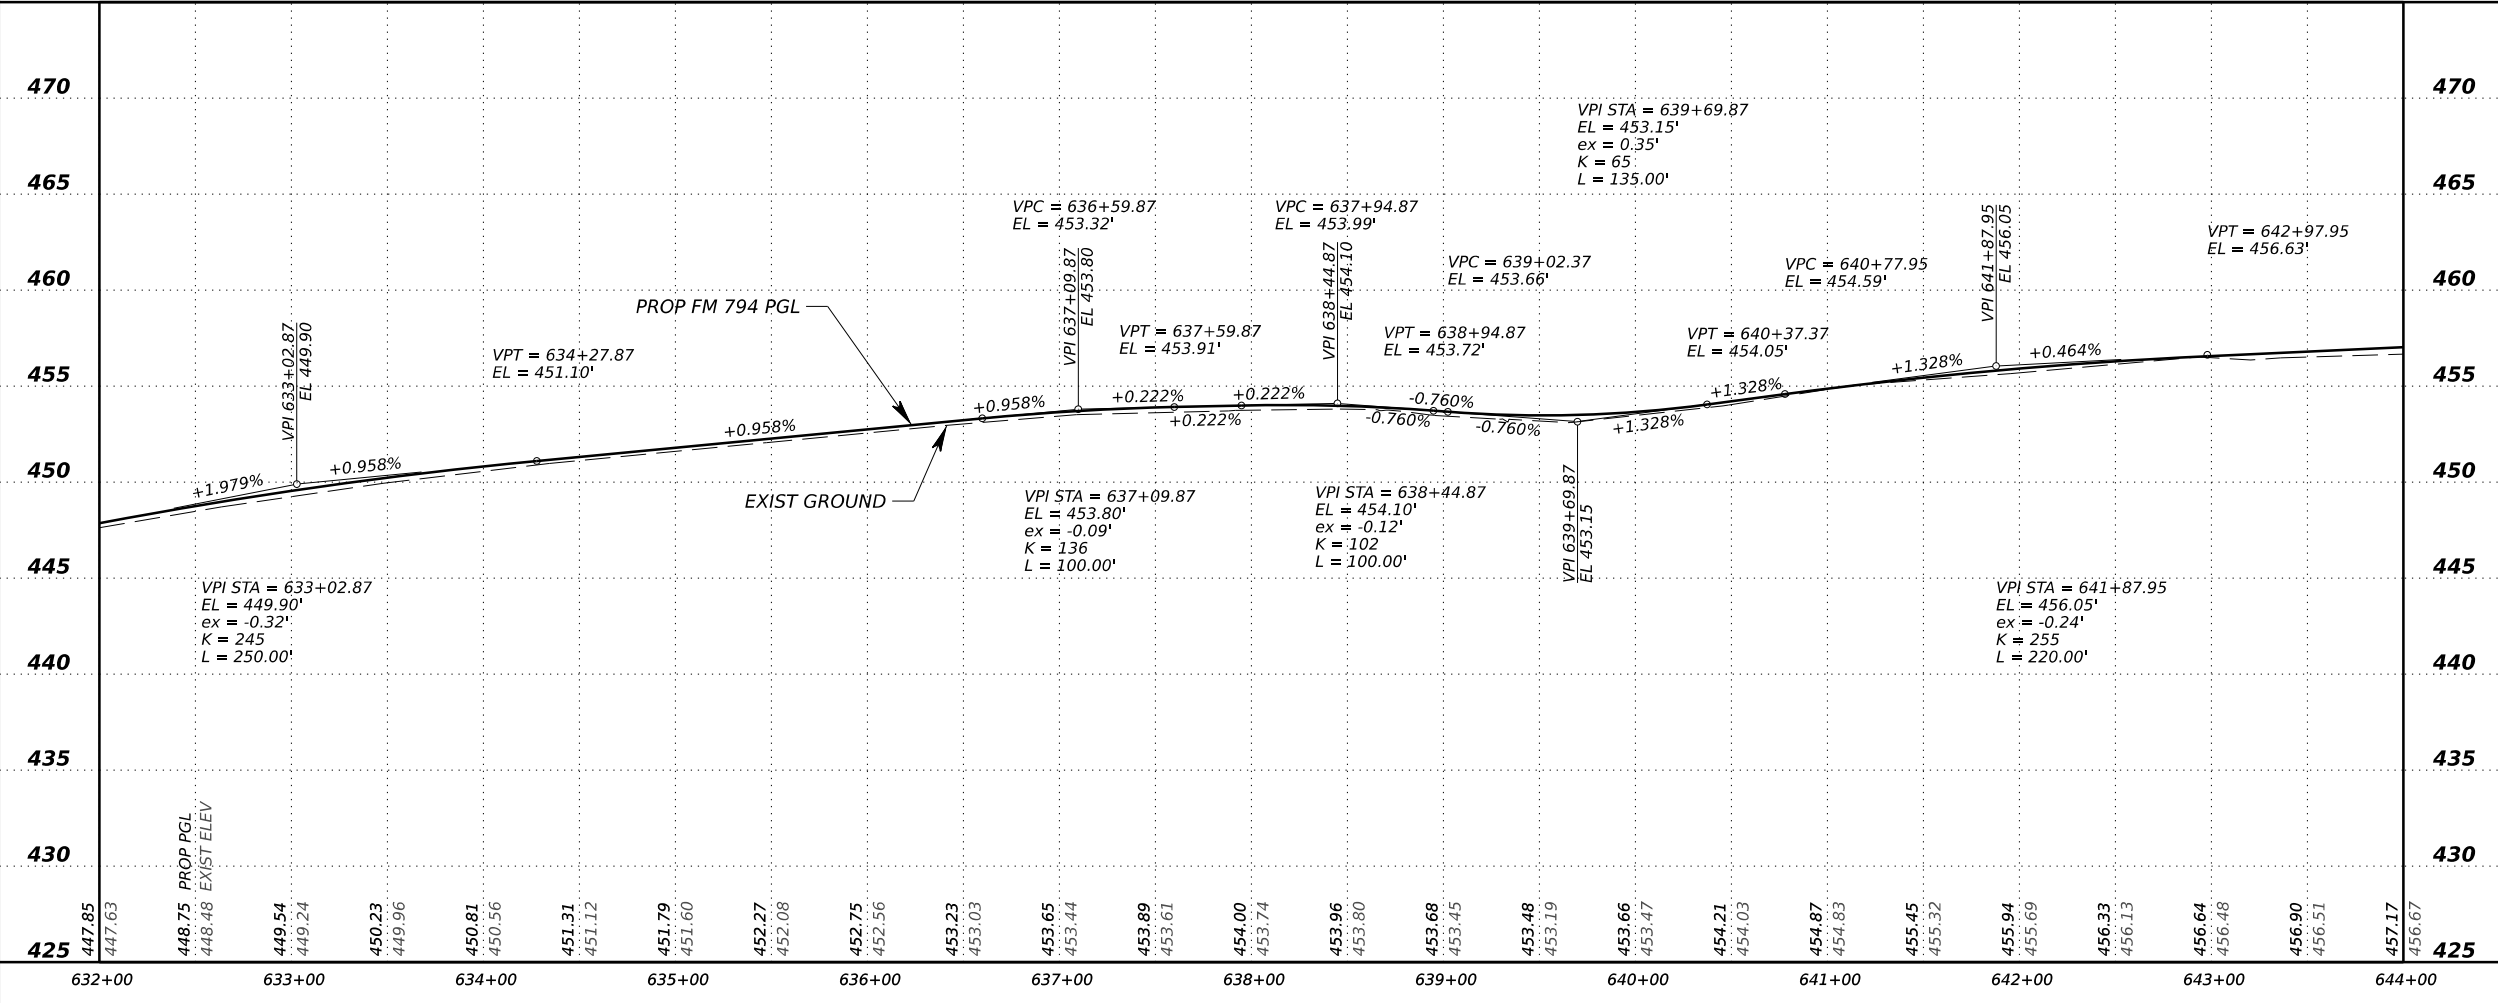 470
470
465
465
460
460
455
455
450
450
445
445
440
440
435
435
430
430
425
425
VPI STA = 639+69.87
EL = 453.15'
ex = 0.35'
K = 65
L = 135.00'
VPC = 636+59.87
EL = 453.32'
VPC = 637+94.87
EL = 453.99'
VPC = 639+02.37
EL = 453.66'
VPC = 640+77.95
EL = 454.59'
VPT = 642+97.95
EL = 456.63'
VPI 633+02.87
EL 449.90
VPI 637+09.87
EL 453.80
VPI 638+44.87
EL 454.10
VPI 639+69.87
EL 453.15
VPI 641+87.95
EL 456.05
PROP FM 794 PGL
EXIST GROUND
VPT = 634+27.87
EL = 451.10'
VPT = 637+59.87
EL = 453.91'
VPT = 638+94.87
EL = 453.72'
VPT = 640+37.37
EL = 454.05'
+1.979%
+0.958%
+0.958%
+0.958%
+0.222%
+0.222%
+0.222%
-0.760%
-0.760%
-0.760%
+1.328%
+1.328%
+1.328%
+0.464%
VPI STA = 633+02.87
EL = 449.90'
ex = -0.32'
K = 245
L = 250.00'
VPI STA = 637+09.87
EL = 453.80'
ex = -0.09'
K = 136
L = 100.00'
VPI STA = 638+44.87
EL = 454.10'
ex = -0.12'
K = 102
L = 100.00'
VPI STA = 641+87.95
EL = 456.05'
ex = -0.24'
K = 255
L = 220.00'
PROP PGL
EXIST ELEV
447.85
447.63
448.75
448.48
449.54
449.24
450.23
449.96
450.81
450.56
451.31
451.12
451.79
451.60
452.27
452.08
452.75
452.56
453.23
453.03
453.65
453.44
453.89
453.61
454.00
453.74
453.96
453.80
453.68
453.45
453.48
453.19
453.66
453.47
454.21
454.03
454.87
454.83
455.45
455.32
455.94
455.69
456.33
456.13
456.64
456.48
456.90
456.51
457.17
456.67
632+00
633+00
634+00
635+00
636+00
637+00
638+00
639+00
640+00
641+00
642+00
643+00
644+00